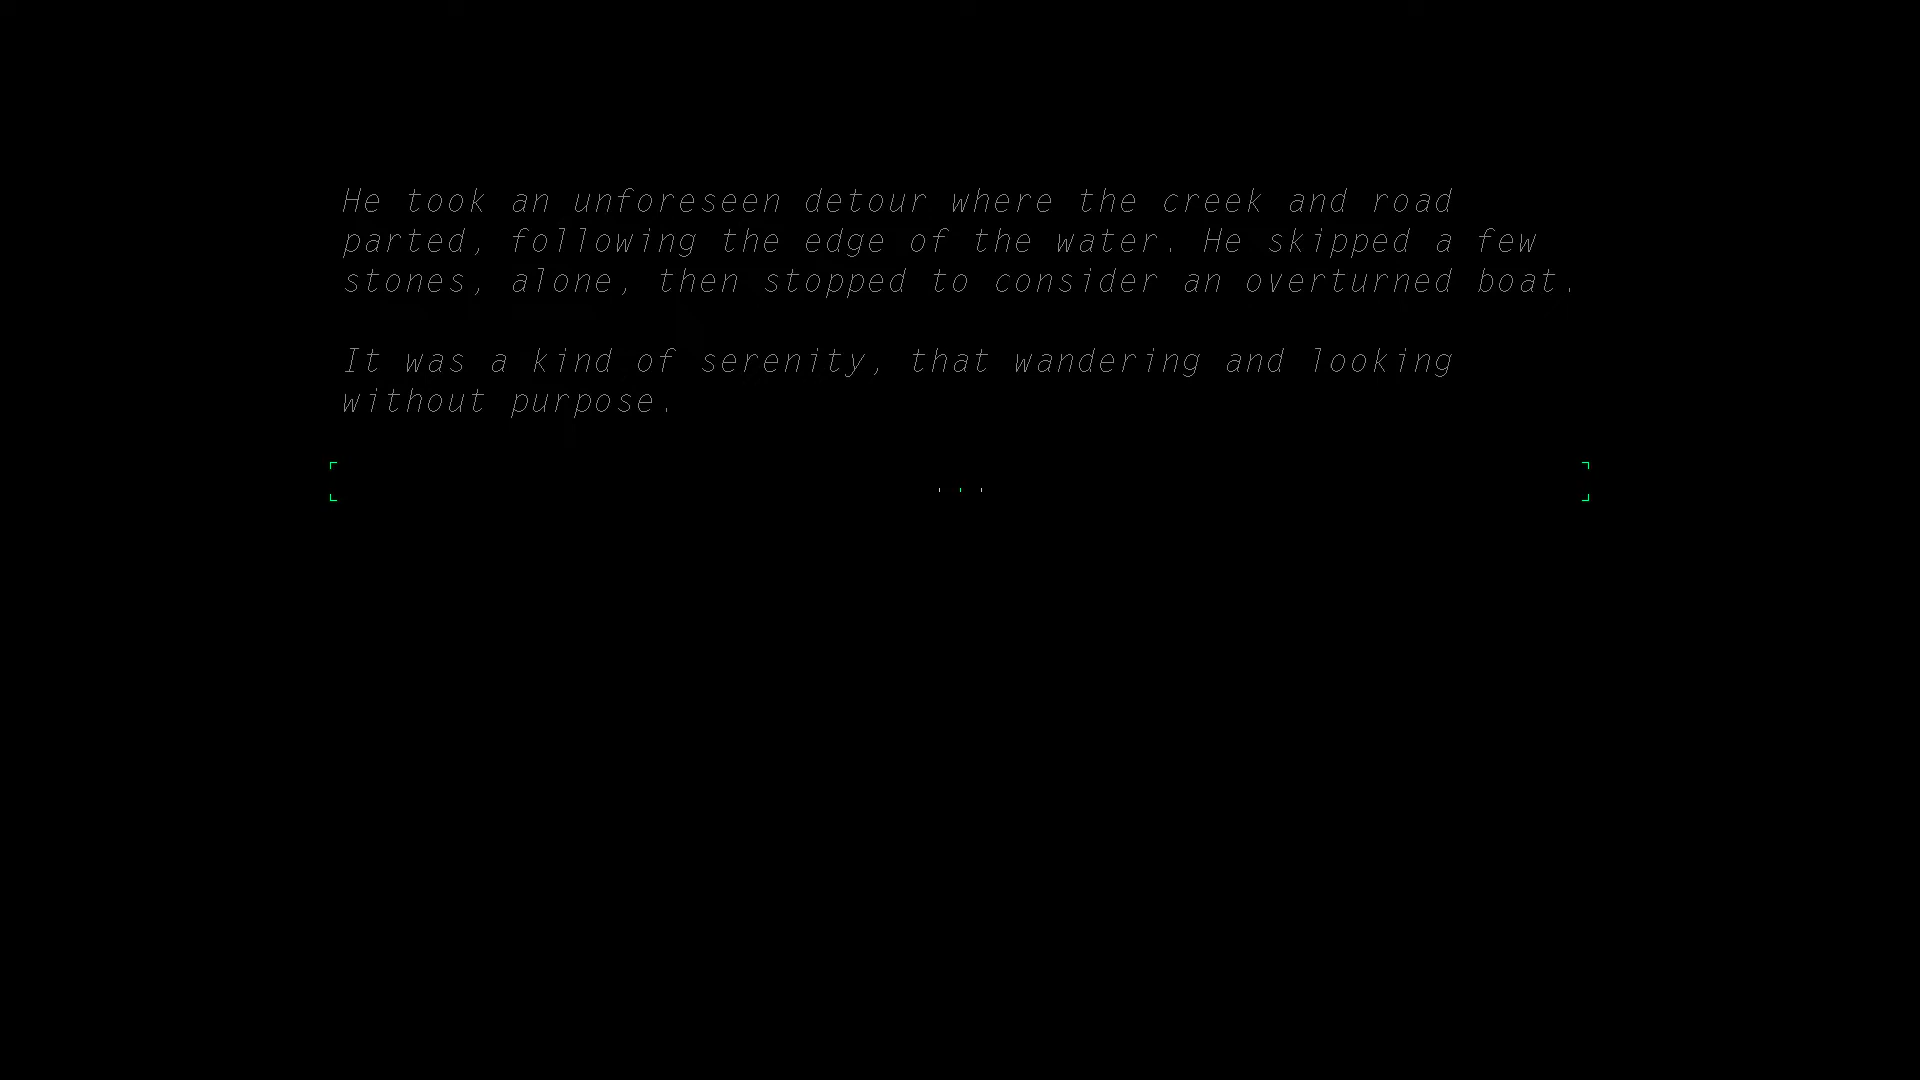 He took an unforeseen detour where the creek and road
parted, following the edge of the water. He skipped a few
stones, alone, then stopped to consider an overturned boat.
It was a kind of serenity, that wandering and looking
without purpose.
...